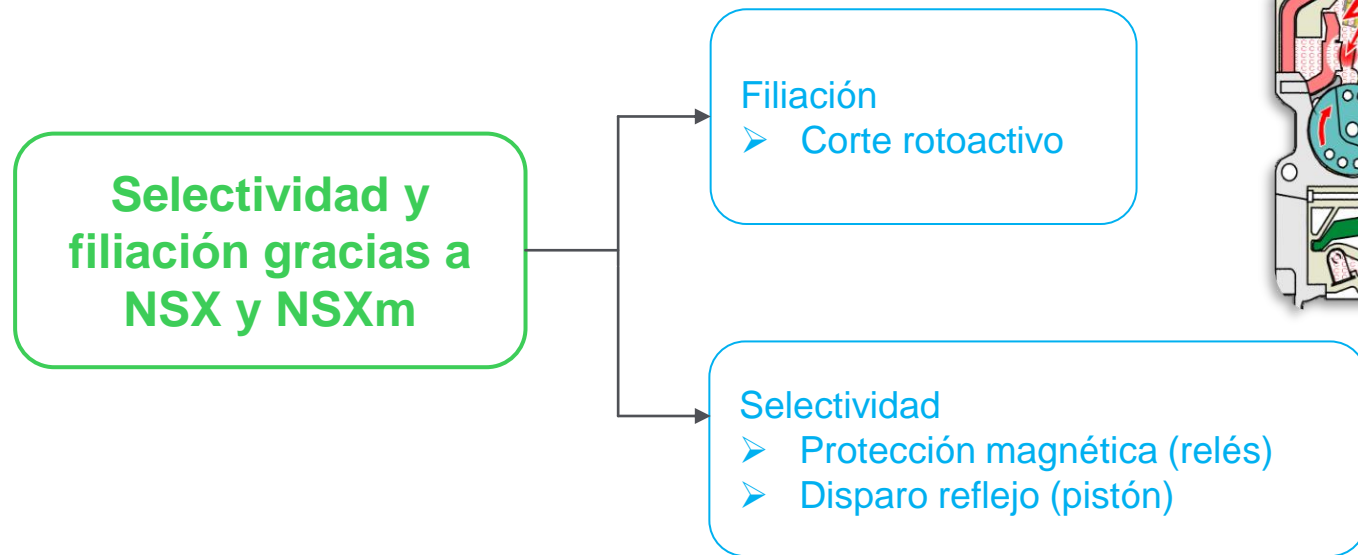 Selectividad y
filiación gracias a
NSX y NSXm
Filiación
➢ Corte rotoactivo
Selectividad
➢ Protección magnética (relés)
➢ Disparo reflejo (pistón)